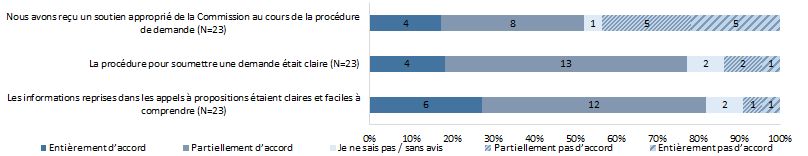 Nous avons reçu un soutien approprié de la Commission au cours de la procédure
de demande (N=23)
4 8 1 5 5
La procédure pour soumettre une demande était claire (N=23)
4 13 2 2 1
Les informations reprises dans les appels à propositions étaient claires et faciles à
comprendre (N=23)
6 12 2 1 1
0% 10% 20% 30% 40% 50% 60% 70% 80% 90% 100%
Entièrement d'accord Partiellement d'accord Je ne sais pas / sans avis Partiellement pas d'accord Entièrement pas d'accord